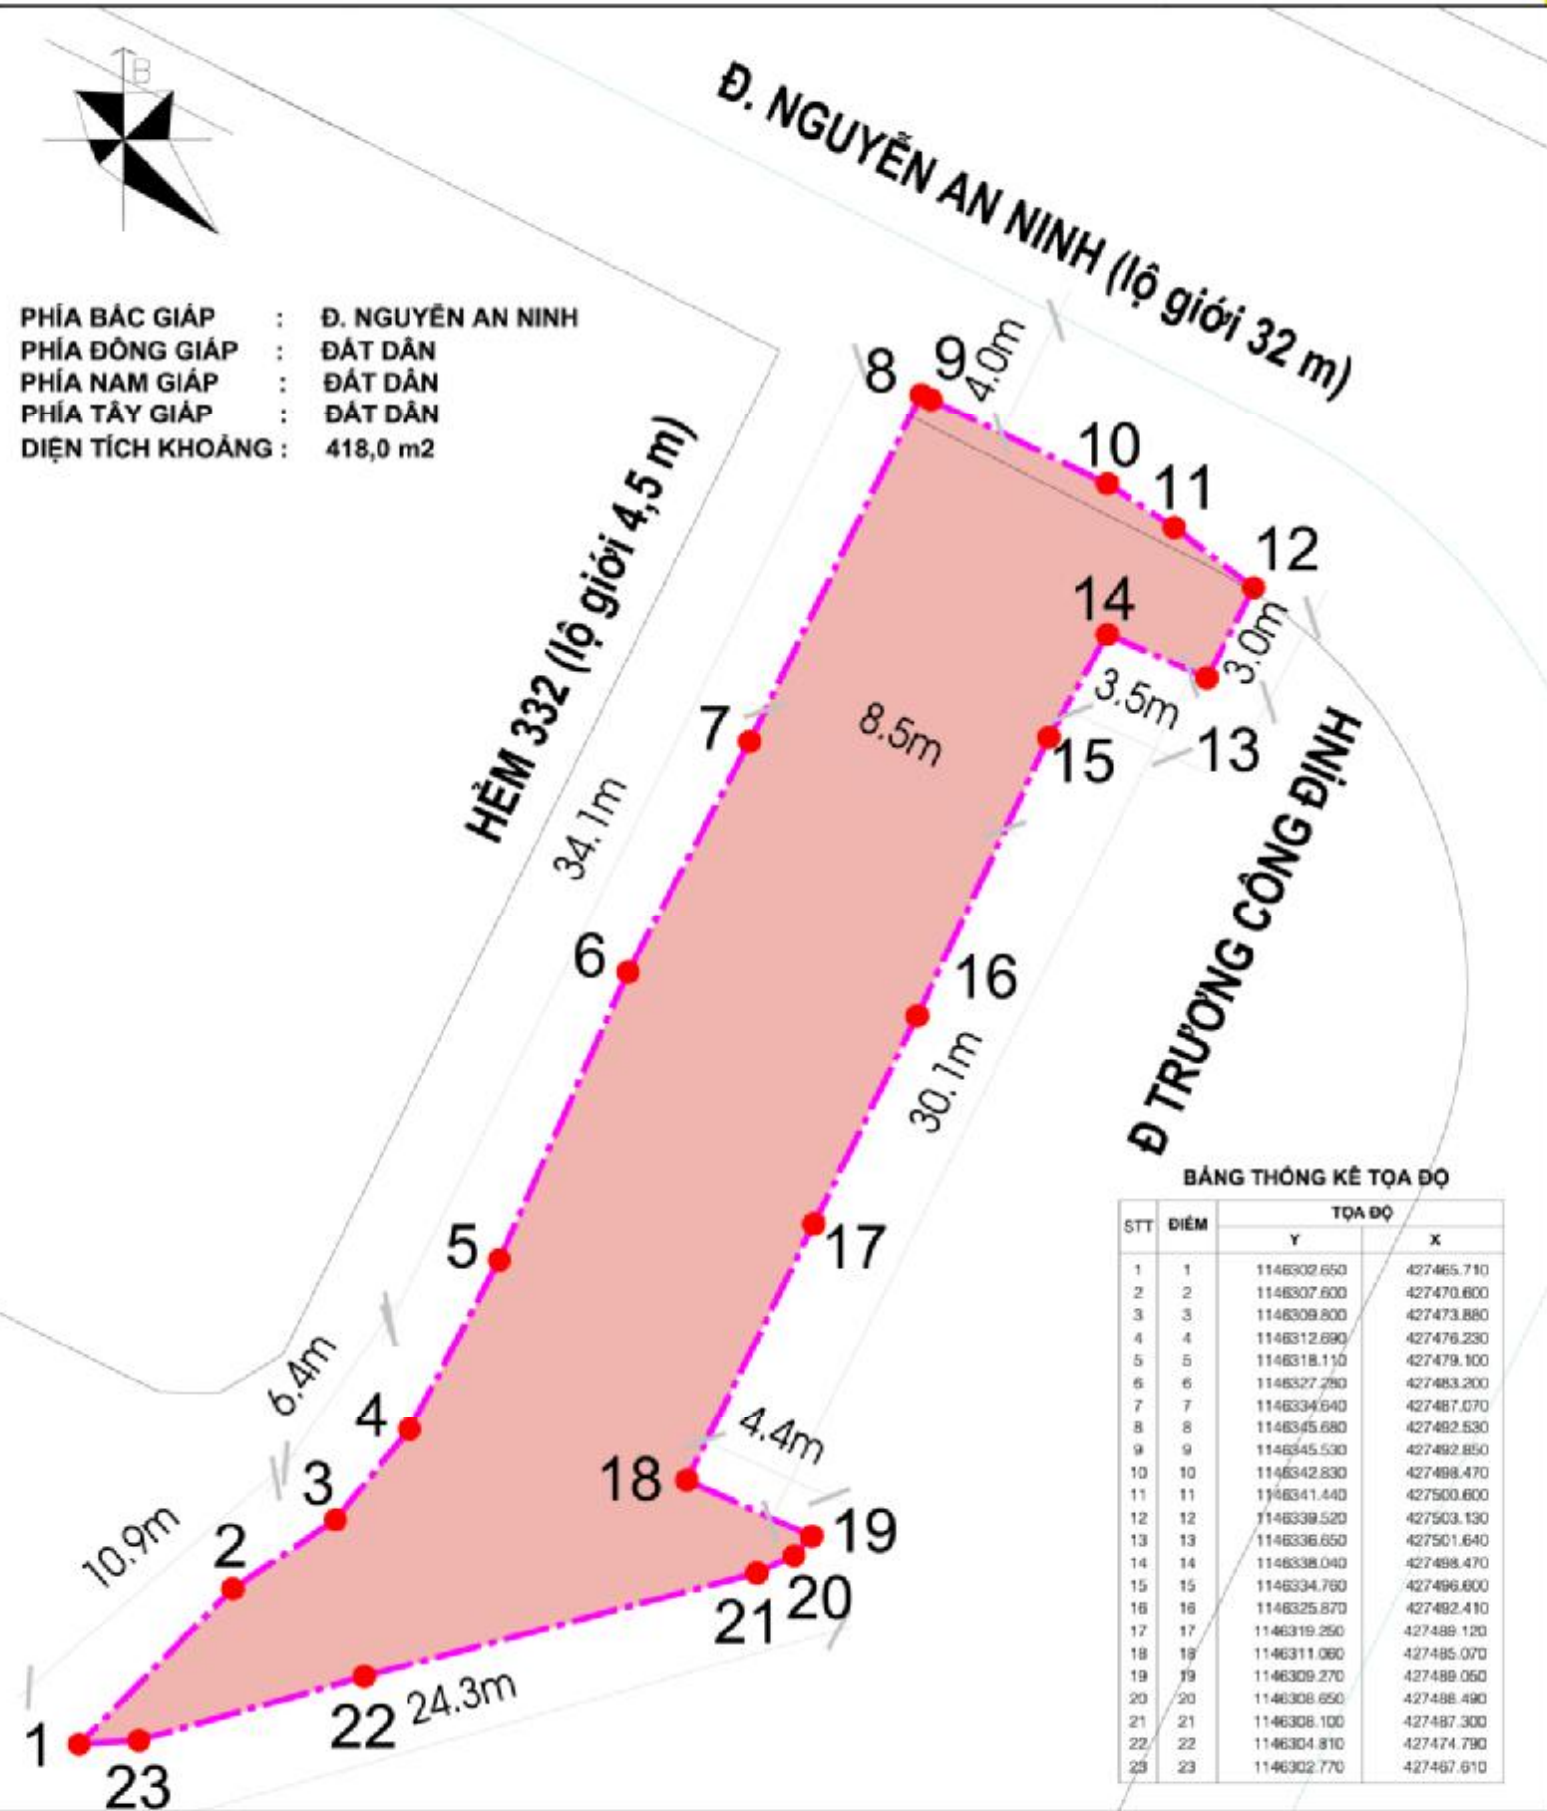 B
Đ. NGUYỄN AN NINH (lộ giới 32 m)
PHÍA BẮC GIÁP : Đ. NGUYỄN AN NINH
PHÍA ĐÔNG GIÁP : ĐẤT DÂN
PHÍA NAM GIÁP : ĐẤT DÂN
PHÍA TÂY GIÁP : ĐẤT DÂN
DIỆN TÍCH KHOẢNG : 418,0 m2
HẺM 332 (lộ giới 4,5 m)
8
9
4.0m
10
11
12
14
3.0m
3.5m
13
7
8.5m
15
34.1m
Đ TRƯƠNG CÔNG ĐỊNH
6
16
30.1m
5
17
6.4m
4
4.4m
3
18
19
10.9m
2
21
20
24.3m
22
1
23
BẢNG THỐNG KÊ TỌA ĐỘ
STT ĐIỂM TỌA ĐỘ
Y X
1 1 1146302.650 427465.710
2 2 1146307.600 427470.600
3 3 1146309.800 427473.880
4 4 1146312.690 427476.230
5 5 1146318.110 427479.100
6 6 1146327.280 427483.200
7 7 1146334.640 427487.070
8 8 1146345.680 427492.530
9 9 1146345.530 427492.850
10 10 1146342.830 427498.470
11 11 1146341.440 427500.600
12 12 1146339.520 427503.130
13 13 1146336.650 427501.640
14 14 1146338.040 427498.470
15 15 1146334.760 427496.600
16 16 1146325.870 427492.410
17 17 1146319.250 427489.120
18 18 1146311.060 427485.070
19 19 1146309.270 427489.050
20 20 1146308.650 427488.490
21 21 1146308.100 427487.300
22 22 1146304.810 427474.790
23 23 1146302.770 427467.610